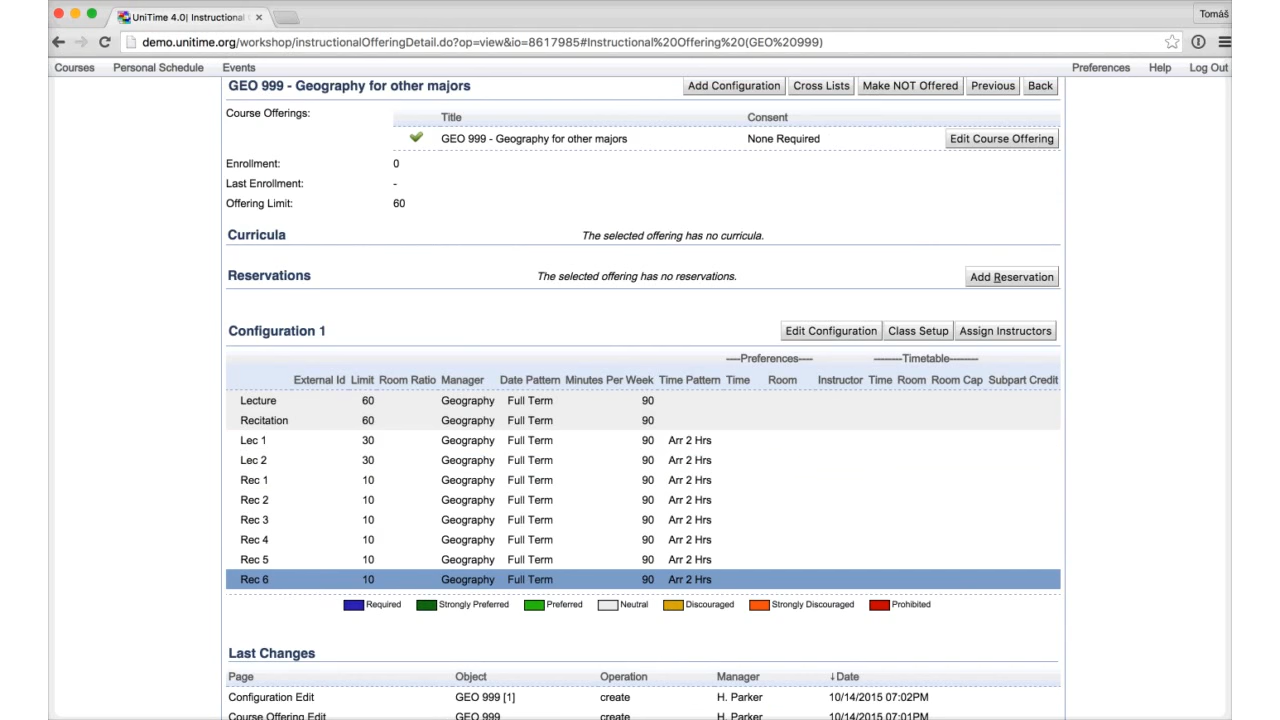 UniTime 4.0| Instructional
Tomáš
demo.unitime.org/workshop/instructionalOfferingDetail.do?op=view&io=8617985#Instructional%20Offering%20(GEO%20999)
Courses Personal Schedule Events Preferences Help Log Out
GEO 999 - Geography for other majors Add Configuration Cross Lists Make NOT Offered Previous Back
Course Offerings: Title Consent
GEO 999 - Geography for other majors None Required Edit Course Offering
Enrollment: 0
Last Enrollment: -
Offering Limit: 60
Curricula The selected offering has no curricula.
Reservations The selected offering has no reservations. Add Reservation
Configuration 1 Edit Configuration Class Setup Assign Instructors
----Preferences---- --------Timetable--------
External Id Limit Room Ratio Manager Date Pattern Minutes Per Week Time Pattern Time Room Instructor Time Room Room Cap Subpart Credit
Lecture 60 Geography Full Term 90
Recitation 60 Geography Full Term 90
Lec 1 30 Geography Full Term 90 Arr 2 Hrs
Lec 2 30 Geography Full Term 90 Arr 2 Hrs
Rec 1 10 Geography Full Term 90 Arr 2 Hrs
Rec 2 10 Geography Full Term 90 Arr 2 Hrs
Rec 3 10 Geography Full Term 90 Arr 2 Hrs
Rec 4 10 Geography Full Term 90 Arr 2 Hrs
Rec 5 10 Geography Full Term 90 Arr 2 Hrs
Rec 6 10 Geography Full Term 90 Arr 2 Hrs
Required Strongly Preferred Preferred Neutral Discouraged Strongly Discouraged Prohibited
Last Changes
Page Object Operation Manager ↓Date
Configuration Edit GEO 999 [1] create H. Parker 10/14/2015 07:02PM
Course Offering Edit GEO 999 create H. Parker 10/14/2015 07:01PM